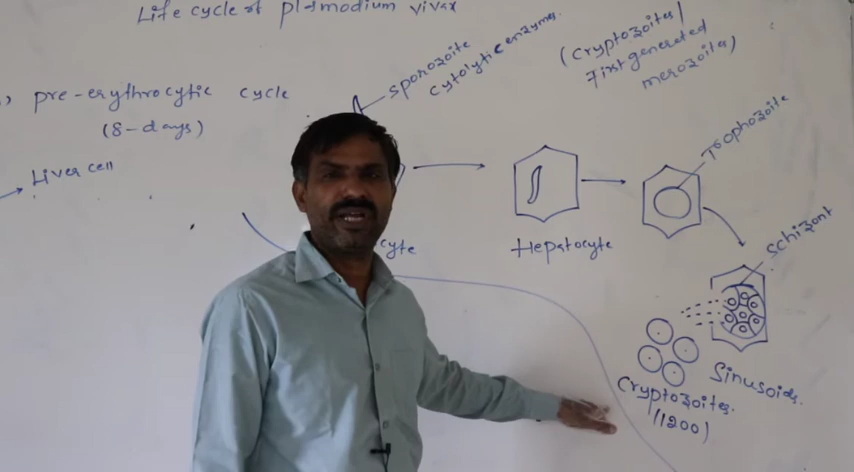 Life cycle of plasmodium vivax
sporozoite
cytolytic enzymes
(cryptozoites/
First generated
merozoites)
pre-erythrocytic cycle
(8-days)
Liver cell
cyte
Hepatocyte
Trophozoite
Schizont
Sinusoids.
Cryptozoites.
(1200)